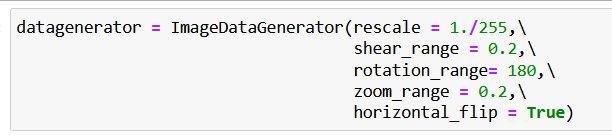 datagenerator = ImageDataGenerator(rescale = 1./255,\
shear_range = 0.2,\
rotation_range= 180,\
zoom_range = 0.2,\
horizontal_flip = True)